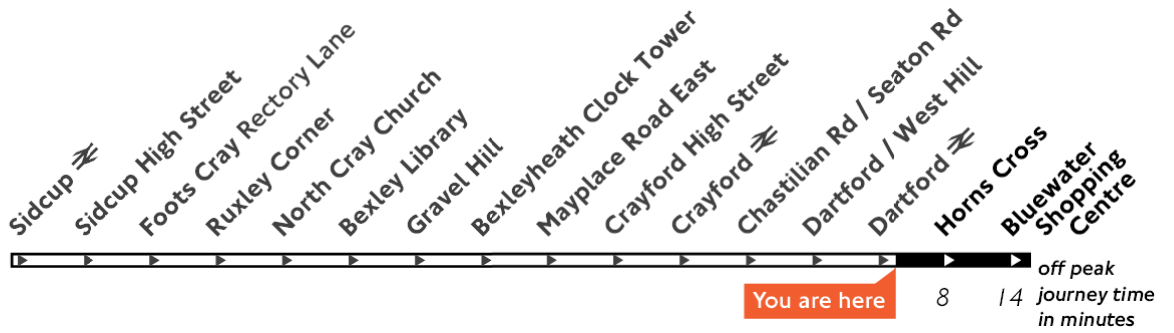 Sidcup
Sidcup High Street
Foots Cray Rectory Lane
Ruxley Corner
North Cray Church
Bexley Library
Gravel Hill
Bexleyheath Clock Tower
Mayplace Road East
Crayford High Street
Crayford
Chastilian Rd / Seaton Rd
Dartford / West Hill
Dartford
Horns Cross
Bluewater
Shopping
Centre
You are here
8
14
off peak
journey time
in minutes